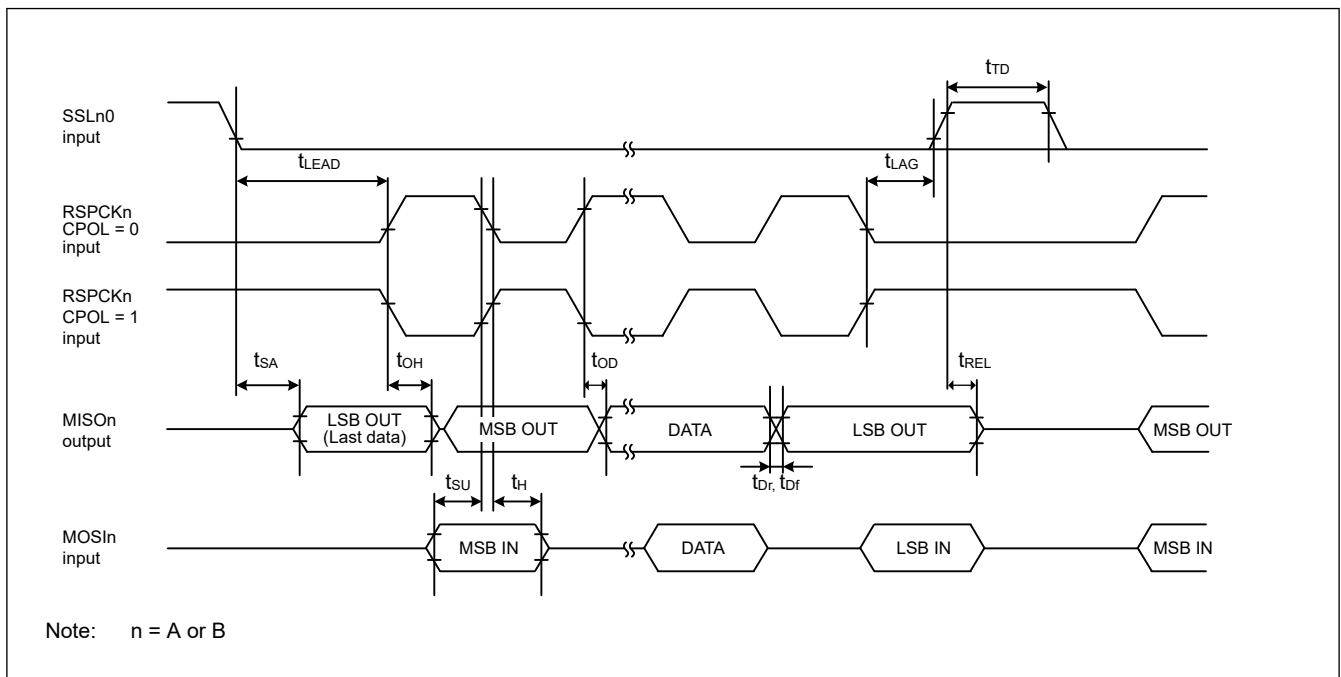 tTD
SSLn0
input
tLEAD
tLAG
RSPCKn
CPOL = 0
input
RSPCKn
CPOL = 1
input
tSA
tOH
tOD
tREL
MISOn
output
LSB OUT
(Last data)
MSB OUT
DATA
LSB OUT
MSB OUT
tSU
tH
tDr, tDf
MOSIn
input
MSB IN
DATA
LSB IN
MSB IN
Note: n = A or B